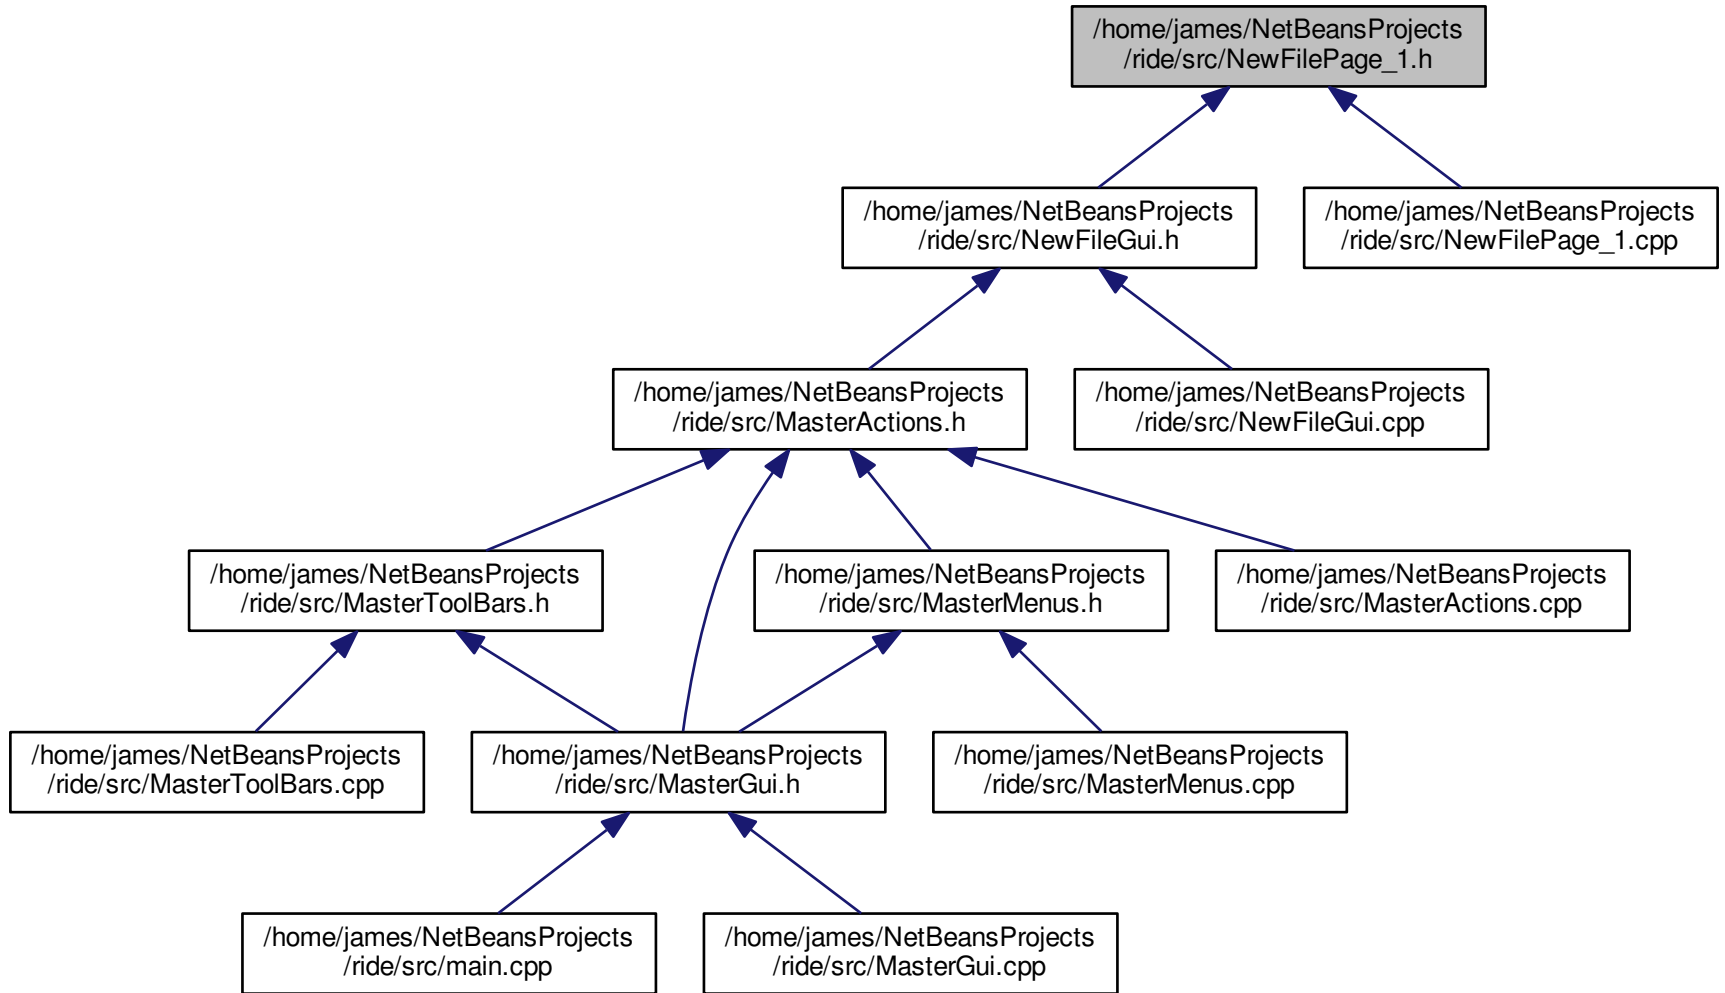 /home/james/NetBeansProjects
/ride/src/NewFilePage_1.h
/home/james/NetBeansProjects
/ride/src/NewFileGui.h
/home/james/NetBeansProjects
/ride/src/NewFilePage_1.cpp
/home/james/NetBeansProjects
/ride/src/MasterActions.h
/home/james/NetBeansProjects
/ride/src/NewFileGui.cpp
/home/james/NetBeansProjects
/ride/src/MasterToolBars.h
/home/james/NetBeansProjects
/ride/src/MasterMenus.h
/home/james/NetBeansProjects
/ride/src/MasterActions.cpp
/home/james/NetBeansProjects
/ride/src/MasterToolBars.cpp
/home/james/NetBeansProjects
/ride/src/MasterGui.h
/home/james/NetBeansProjects
/ride/src/MasterMenus.cpp
/home/james/NetBeansProjects
/ride/src/main.cpp
/home/james/NetBeansProjects
/ride/src/MasterGui.cpp